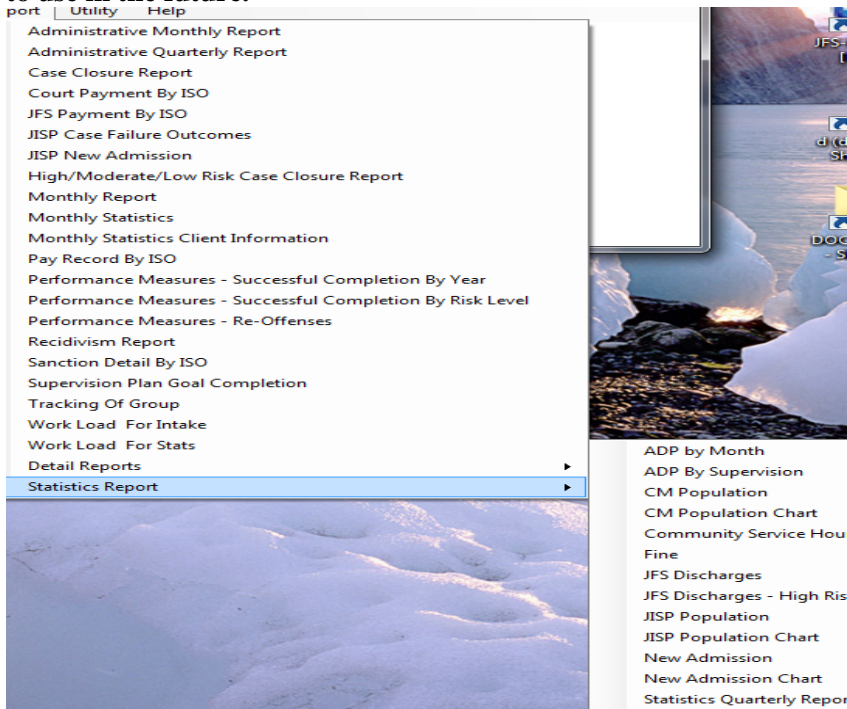 to use in the future.
port Utility Help
Administrative Monthly Report
Administrative Quarterly Report
Case Closure Report
Court Payment By ISO
JFS Payment By ISO
JISP Case Failure Outcomes
JISP New Admission
High/Moderate/Low Risk Case Closure Report
Monthly Report
Monthly Statistics
Monthly Statistics Client Information
Pay Record By ISO
Performance Measures - Successful Completion By Year
Performance Measures - Successful Completion By Risk Level
Performance Measures - Re-Offenses
Recidivism Report
Sanction Detail By ISO
Supervision Plan Goal Completion
Tracking Of Group
Work Load For Intake
Work Load For Stats
Detail Reports
Statistics Report
JFS-
ADP by Month
ADP By Supervision
CM Population
CM Population Chart
Community Service Hou
Fine
JFS Discharges
JFS Discharges - High Ris
JISP Population
JISP Population Chart
New Admission
New Admission Chart
Statistics Quarterly Repor